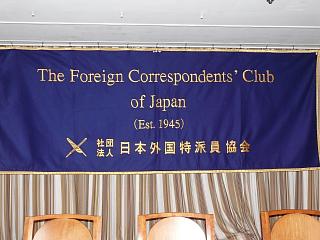 The Foreign Correspondents' Club
of Japan
(Est. 1945)
社団法人 日本外国特派員協会